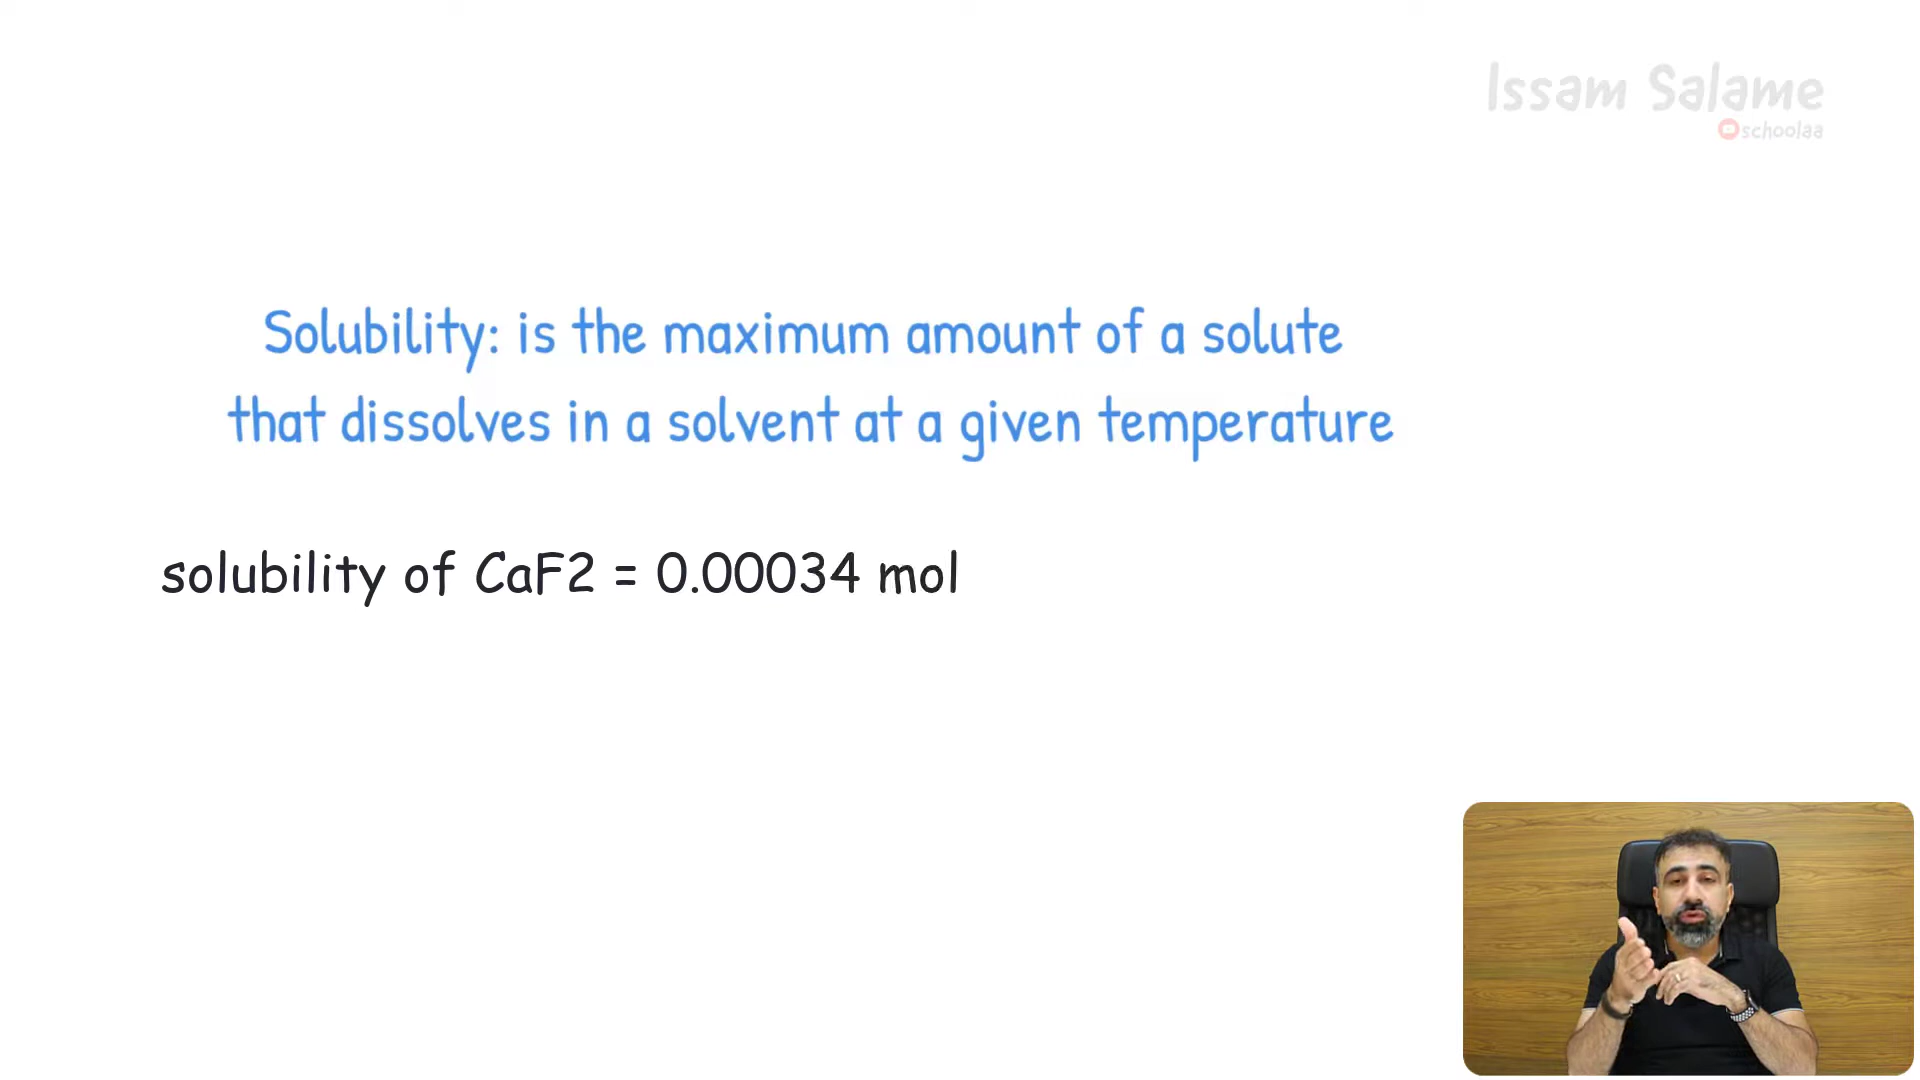 Issam Salame
schoolaa
Solubility: is the maximum amount of a solute
that dissolves in a solvent at a given temperature
solubility of CaF2 = 0.00034 mol